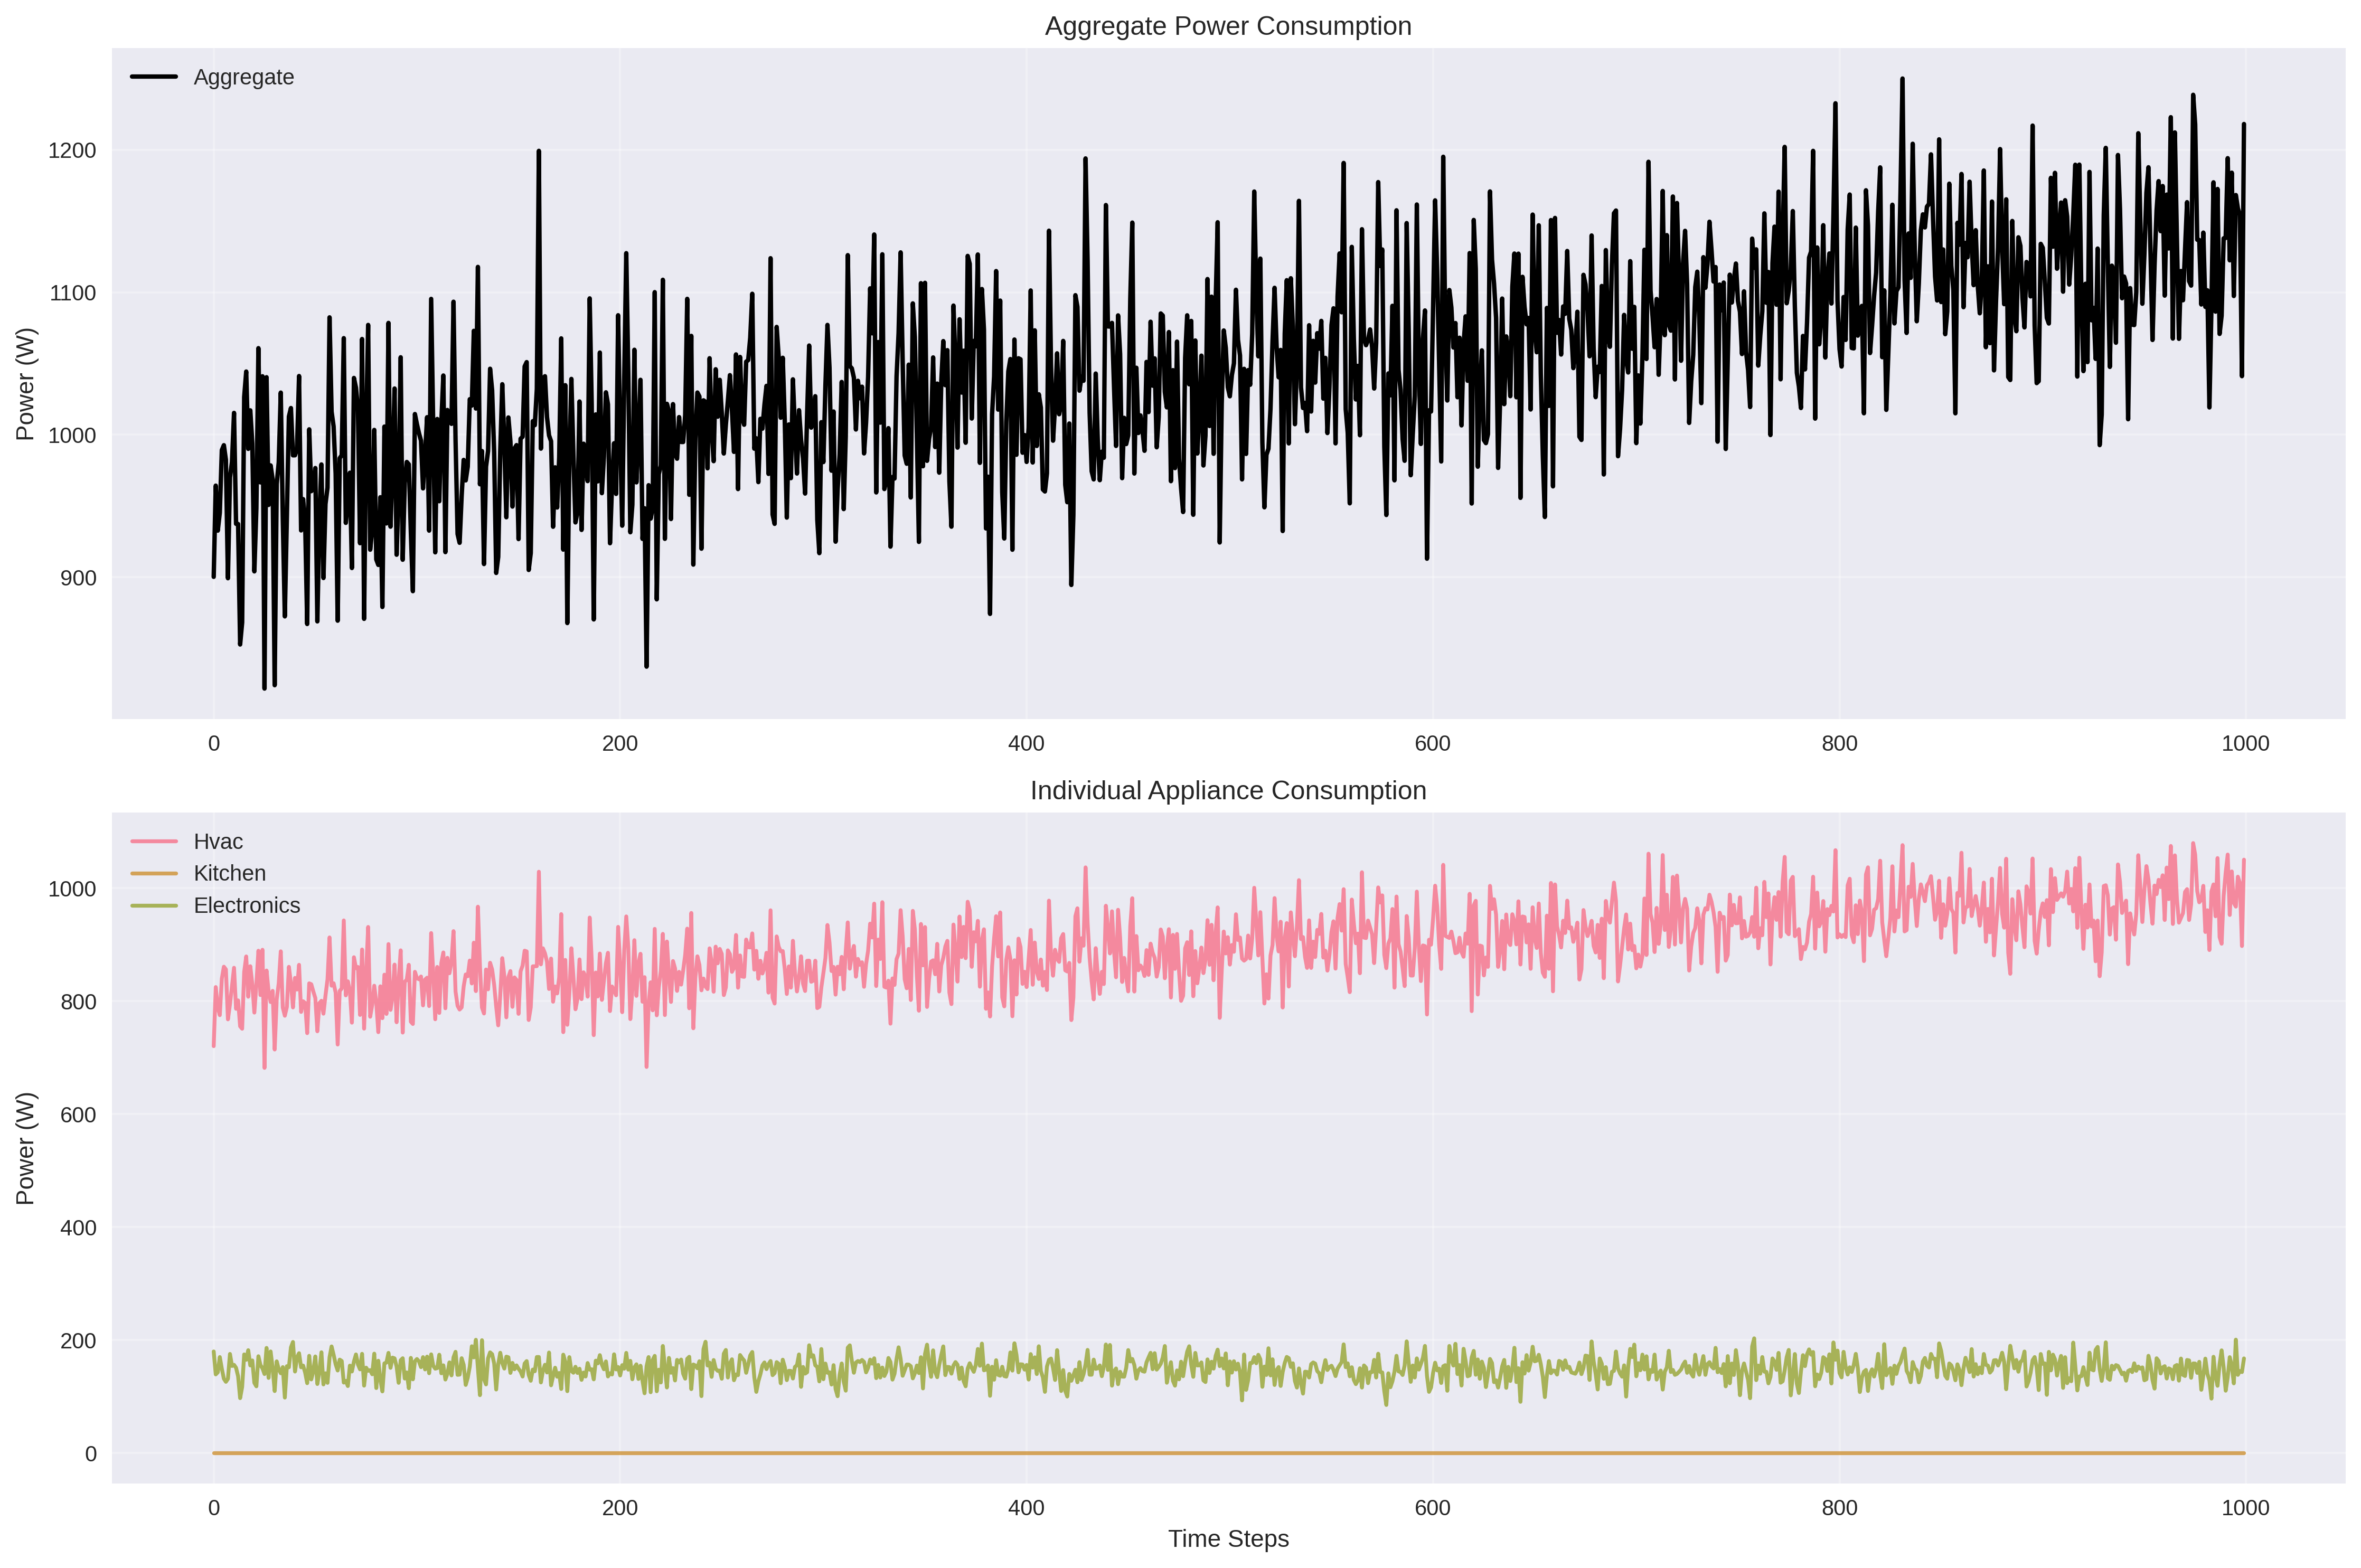 Aggregate Power Consumption
Aggregate
Power (W)
1200
1100
1000
900
0 200 400 600 800 1000
Individual Appliance Consumption
Hvac
Kitchen
Electronics
Power (W)
1000
800
600
400
200
0
0 200 400 600 800 1000
Time Steps